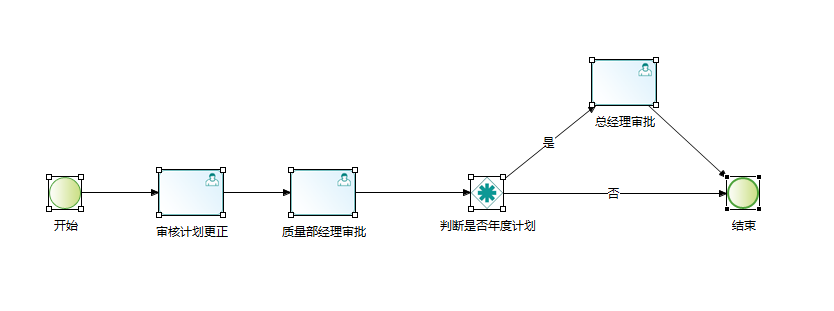 总经理审批
是
否
开始
审核计划更正
质量部经理审批
判断是否年度计划
结束